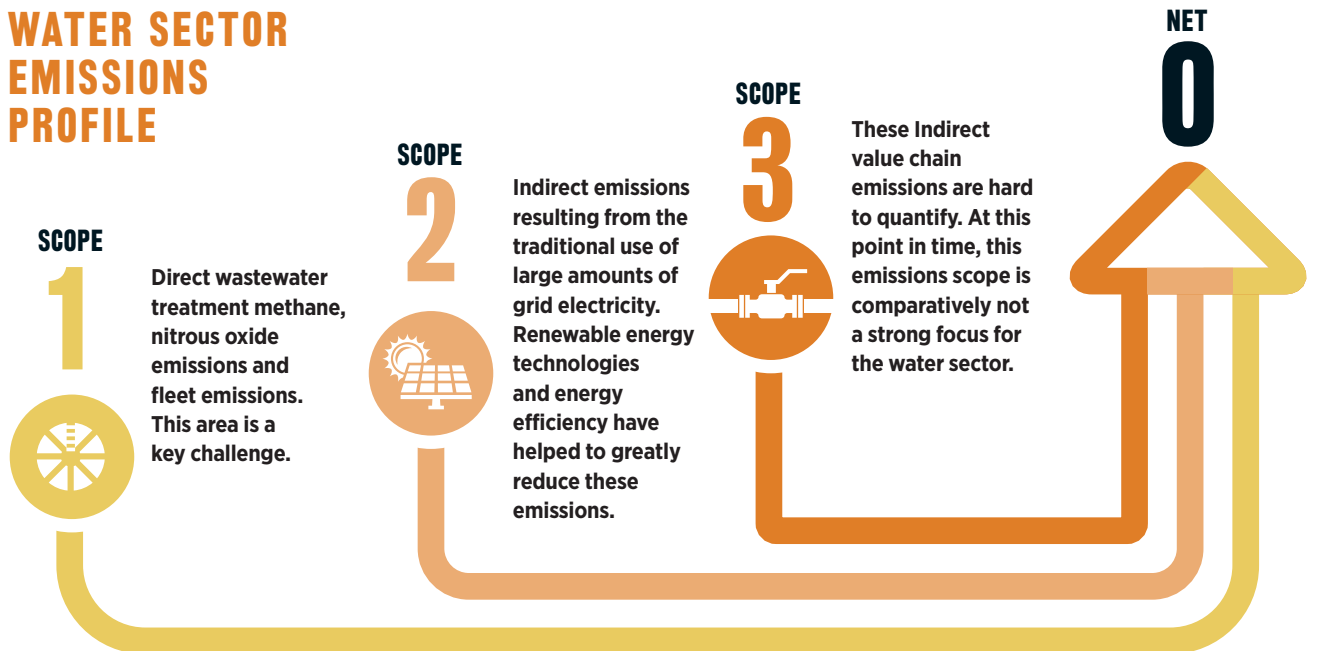 WATER SECTOR
EMISSIONS
PROFILE
SCOPE
1
Direct wastewater
treatment methane,
nitrous oxide
emissions and
fleet emissions.
This area is a
key challenge.
SCOPE
2
Indirect emissions
resulting from the
traditional use of
large amounts of
grid electricity.
Renewable energy
technologies
and energy
efficiency have
helped to greatly
reduce these
emissions.
SCOPE
3
These Indirect
value chain
emissions are hard
to quantify. At this
point in time, this
emissions scope is
comparatively not
a strong focus for
the water sector.
NET
0